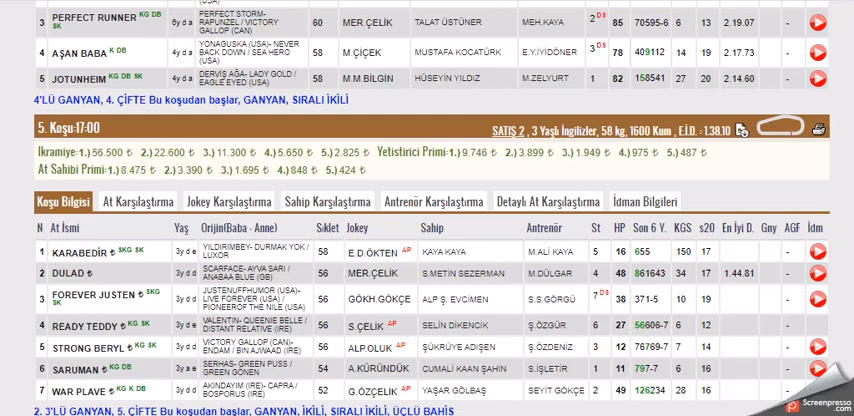 3 PERFECT RUNNER KG DB SK 6y d a PERFECT STORM- RAPUNZEL / VICTORY GALLOP (CAN) 60 MER.ÇELİK TALAT ÜSTÜNER MEH.KAYA 2 DS 85 70595-6 6 13 2.19.07 -
4 AŞAN BABA K DB 4y d a YONAGUSKA (USA)- NEVER BACK DOWN / SEA HERO (USA) 58 M.ÇİÇEK MUSTAFA KOCATÜRK E.Y.İYİDÖNER 3 DS 78 409112 14 19 2.17.73 -
5 JOTUNHEIM KG DB SK 4y d a DERVİŞ AĞA- LADY GOLD / EAGLE EYED (USA) 58 M.M.BİLGİN HÜSEYİN YILDIZ M.ZELYURT 1 82 158541 27 20 2.14.60 -
4'LÜ GANYAN, 4. ÇİFTE Bu koşudan başlar, GANYAN, SIRALI İKİLİ
5. Koşu:17-00 SATIŞ 2 , 3 Yaşlı İngilizler, 58 kg, 1600 Kum , E.İ.D. : 1.38.10
İkramiye:1.) 56.500 ₺ 2.) 22.600 ₺ 3.) 11.300 ₺ 4.) 5.650 ₺ 5.) 2.825 ₺ Yetistirici Primi:1.) 9.746 ₺ 2.) 3.899 ₺ 3.) 1.949 ₺ 4.) 975 ₺ 5.) 487 ₺
At Sahibi Primi:1.) 8.475 ₺ 2.) 3.390 ₺ 3.) 1.695 ₺ 4.) 848 ₺ 5.) 424 ₺
Koşu Bilgisi At Karşılaştırma Jokey Karşılaştırma Sahip Karşılaştırma Antrenör Karşılaştırma Detaylı At Karşılaştırma İdman Bilgileri
N At İsmi Yaş Orijin(Baba - Anne) Sıklet Jokey Sahip Antrenör St HP Son 6 Y. KGS s20 En İyi D. Gny AGF İdm
1 KARABEDİR ₺ SKG SK 3y d e YILDIRIMBEY- DURMAK YOK / LUXOR 58 E.D.ÖKTEN AP KAYA KAYA M.ALİ KAYA 5 16 655 150 17 -
2 DULAD ₺ 3y d d SCARFACE- AYVA SARI / ANABAA BLUE (GB) 56 MER.ÇELİK S.METİN SEZERMAN M.DÜLGAR 4 48 861643 34 17 1.44.81 -
3 FOREVER JUSTEN ₺ SKG SK 3y d d JUSTENUFFHUMOR (USA)- LIVE FOREVER (USA) / PIONEEROF THE NILE (USA) 56 GÖKH.GÖKÇE ALP Ş. EVCİMEN S.S.GÖRGÜ 7 DS 38 371-5 10 19 -
4 READY TEDDY ₺ KG SK 3y d e VALENTIN- QUEENIE BELLE / DISTANT RELATIVE (IRE) 56 S.ÇELİK AP SELİN DİKENCİK Ş.ÖZGÜR 6 27 56606-7 6 12 -
5 STRONG BERYL ₺ KG SK 3y d d VICTORY GALLOP (CAN)- ENDAM / BIN AJWAAD (IRE) 56 ALP.OLUK AP ŞÜKRÜYE ADIŞEN Ş.ÖZDENİZ 3 12 76769-7 7 14 -
6 SARUMAN ₺ KG DB 3y a e SERHAS- GREEN PUSS / GREEN GÖNEN 54 A.KÜRÜNDÜK CUMALİ KAAN ŞAHİN S.İŞLETİR 1 11 797-7 6 16 -
7 WAR PLAVE ₺ KG K DB 3y d d AKINDAYIM (IRE)- CAPRA / BOSPORUS (IRE) 52 G.ÖZÇELİK AP YAŞAR GÖLBAŞ SEYİT GÖKÇE 2 49 126234 28 16 -
2. 3'LÜ GANYAN, 5. ÇİFTE Bu koşudan başlar, GANYAN, İKİLİ, SIRALI İKİLİ, ÜÇLÜ BAHİS
Screenpresso.com